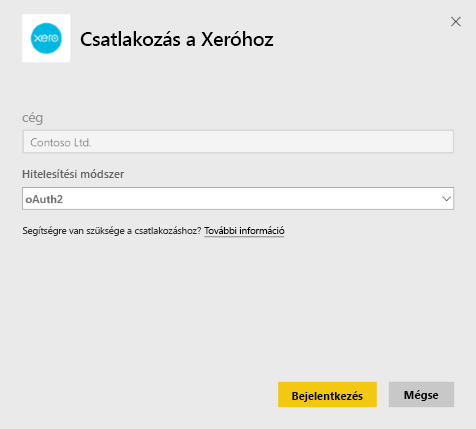 xero
Csatlakozás a Xeróhoz
cég
Contoso Ltd.
Hitelesítési módszer
oAuth2
Segítségre van szüksége a csatlakozáshoz? További információ
Bejelentkezés
Mégse